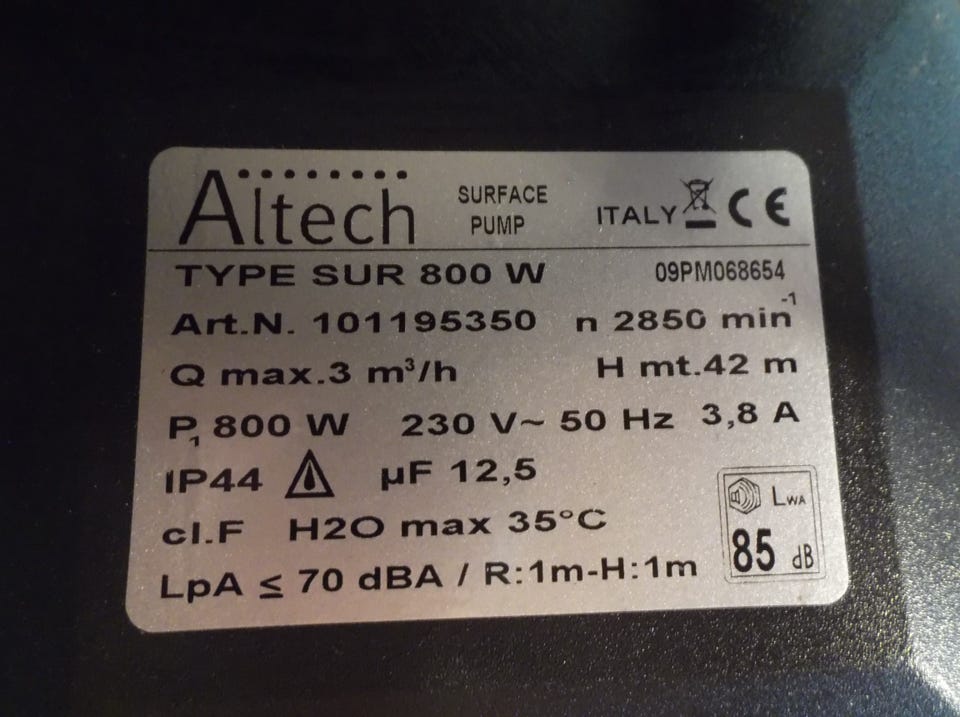 Altech SURFACE PUMP ITALY CE
TYPE SUR 800 W 09PM068654
Art.N. 101195350 n 2850 min⁻¹
Q max.3 m³/h H mt.42 m
P₁ 800 W 230 V~ 50 Hz 3,8 A
IP44 µF 12,5
cl.F H2O max 35°C
LpA ≤ 70 dBA / R:1m-H:1m
LWA
85 dB